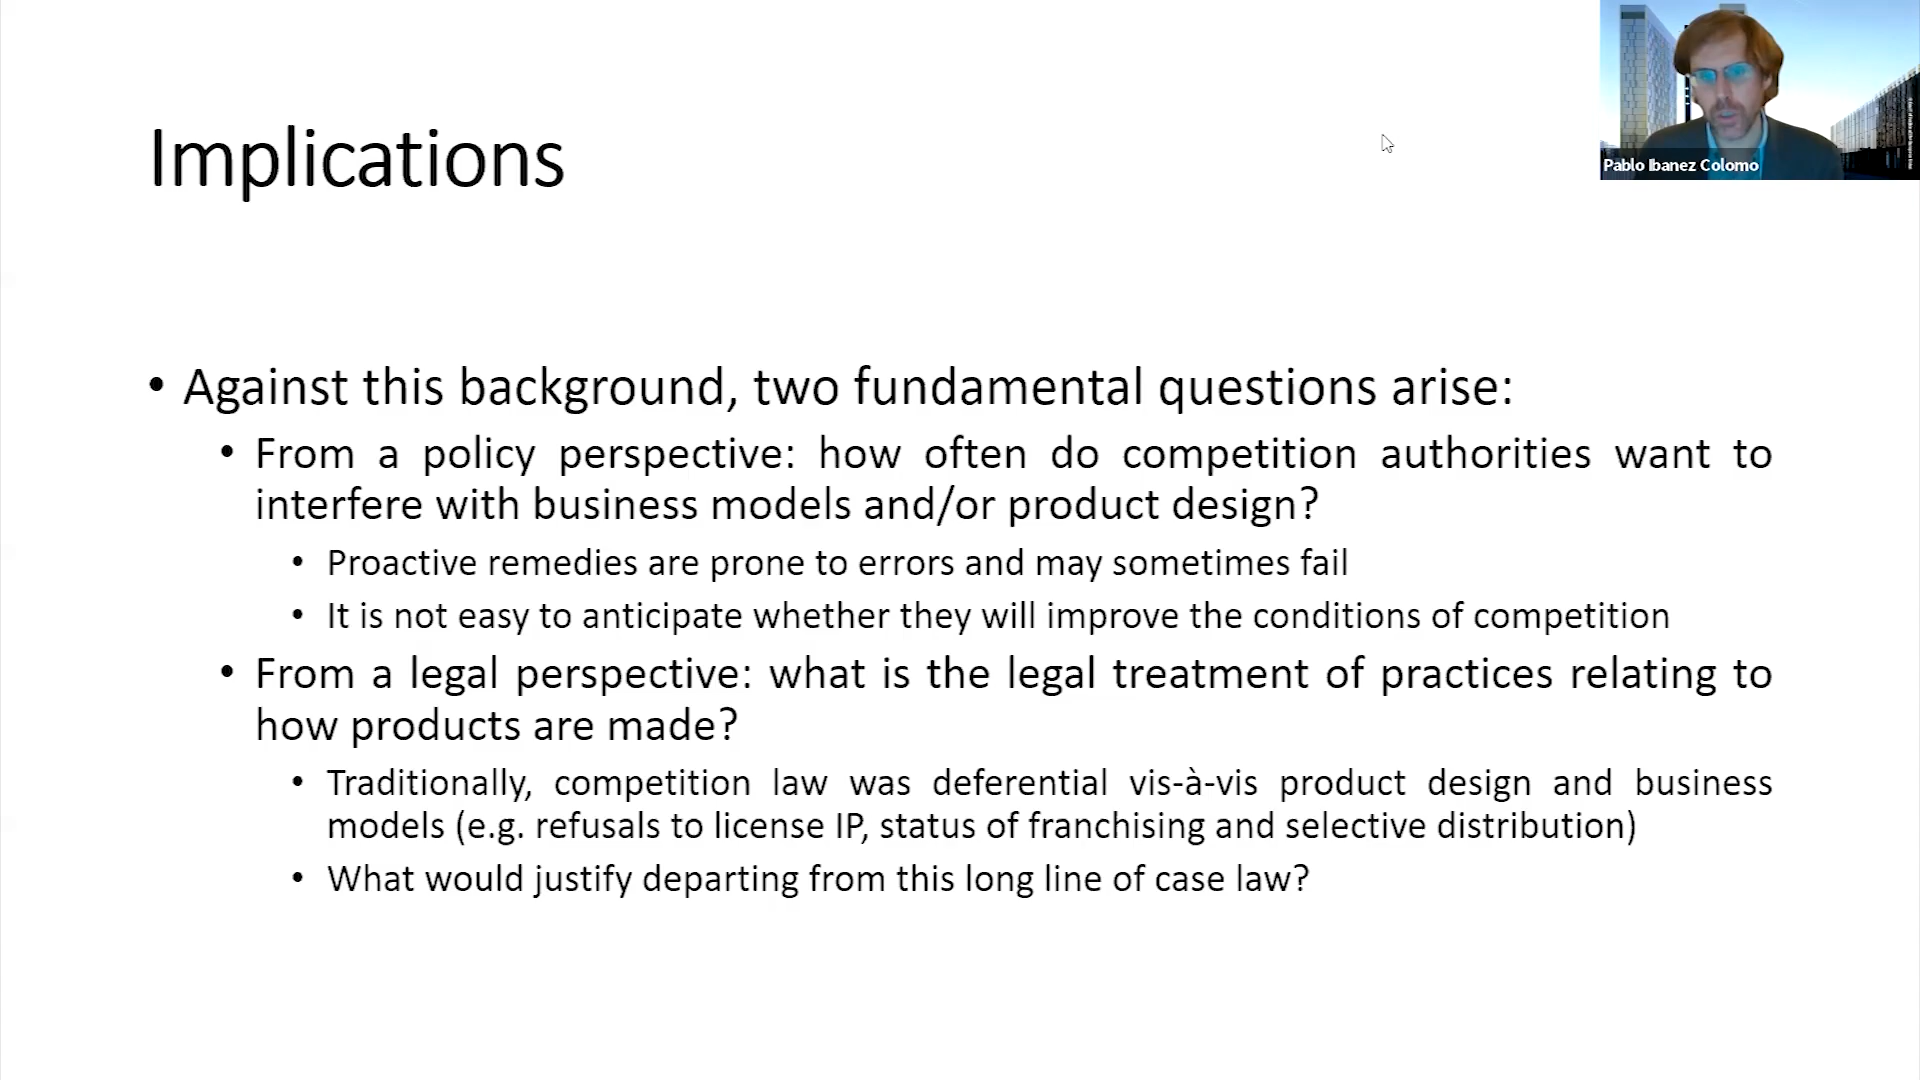 Implications
Pablo Ibanez Colomo
• Against this background, two fundamental questions arise:
• From a policy perspective: how often do competition authorities want to
interfere with business models and/or product design?
• Proactive remedies are prone to errors and may sometimes fail
• It is not easy to anticipate whether they will improve the conditions of competition
• From a legal perspective: what is the legal treatment of practices relating to
how products are made?
• Traditionally, competition law was deferential vis-à-vis product design and business
models (e.g. refusals to license IP, status of franchising and selective distribution)
• What would justify departing from this long line of case law?